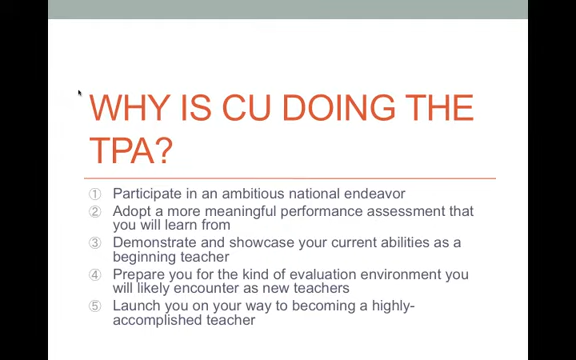 WHY IS CU DOING THE
TPA?
① Participate in an ambitious national endeavor
② Adopt a more meaningful performance assessment that
you will learn from
③ Demonstrate and showcase your current abilities as a
beginning teacher
④ Prepare you for the kind of evaluation environment you
will likely encounter as new teachers
⑤ Launch you on your way to becoming a highly-
accomplished teacher